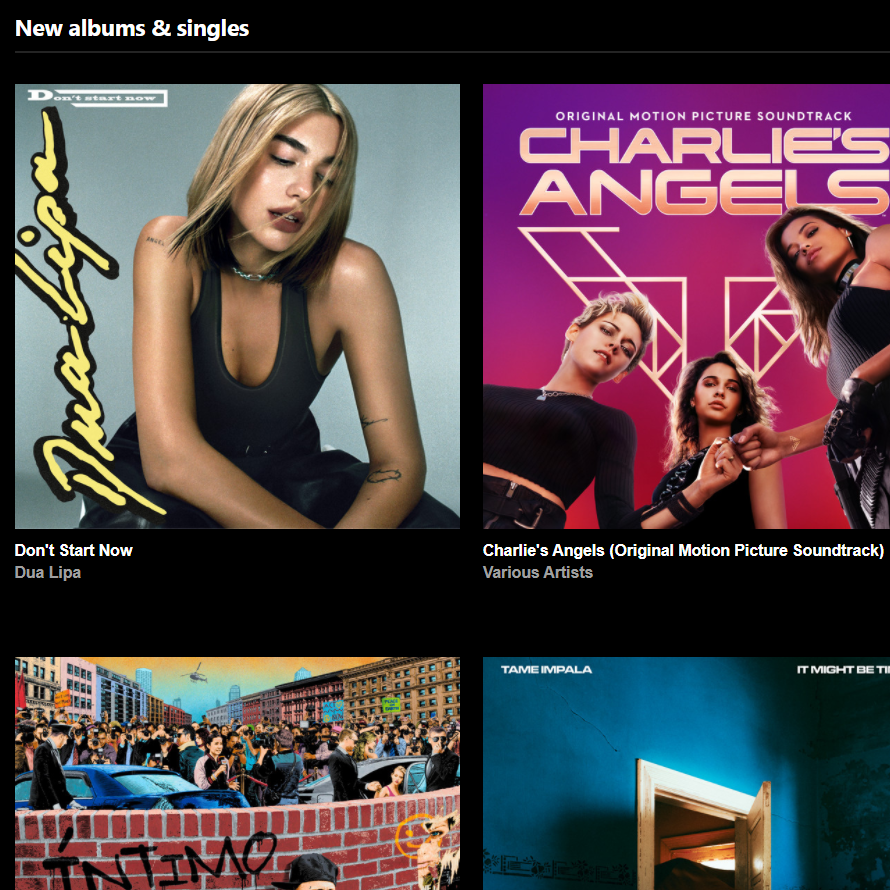 New albums & singles
Don't start now
Dua Lipa
ANGEL
ORIGINAL MOTION PICTURE SOUNDTRACK
CHARLIE'S
ANGELS
Don't Start Now
Dua Lipa
Charlie's Angels (Original Motion Picture Soundtrack)
Various Artists
TAME IMPALA
IT MIGHT BE TI
ÍNTIMO